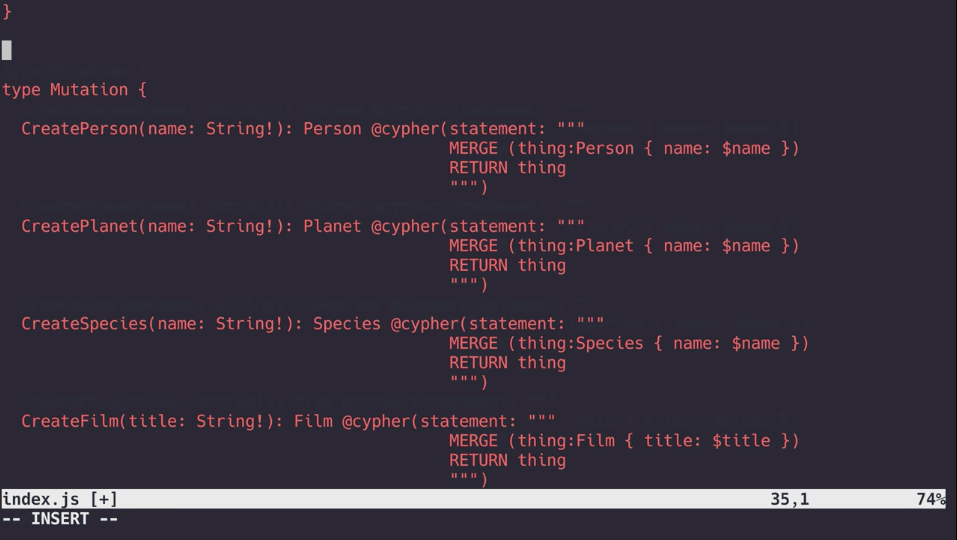 }
type Mutation {
CreatePerson(name: String!): Person @cypher(statement: """
MERGE (thing:Person { name: $name })
RETURN thing
""")
CreatePlanet(name: String!): Planet @cypher(statement: """
MERGE (thing:Planet { name: $name })
RETURN thing
""")
CreateSpecies(name: String!): Species @cypher(statement: """
MERGE (thing:Species { name: $name })
RETURN thing
""")
CreateFilm(title: String!): Film @cypher(statement: """
MERGE (thing:Film { title: $title })
RETURN thing
""")
index.js [+] 35,1 74%
-- INSERT --